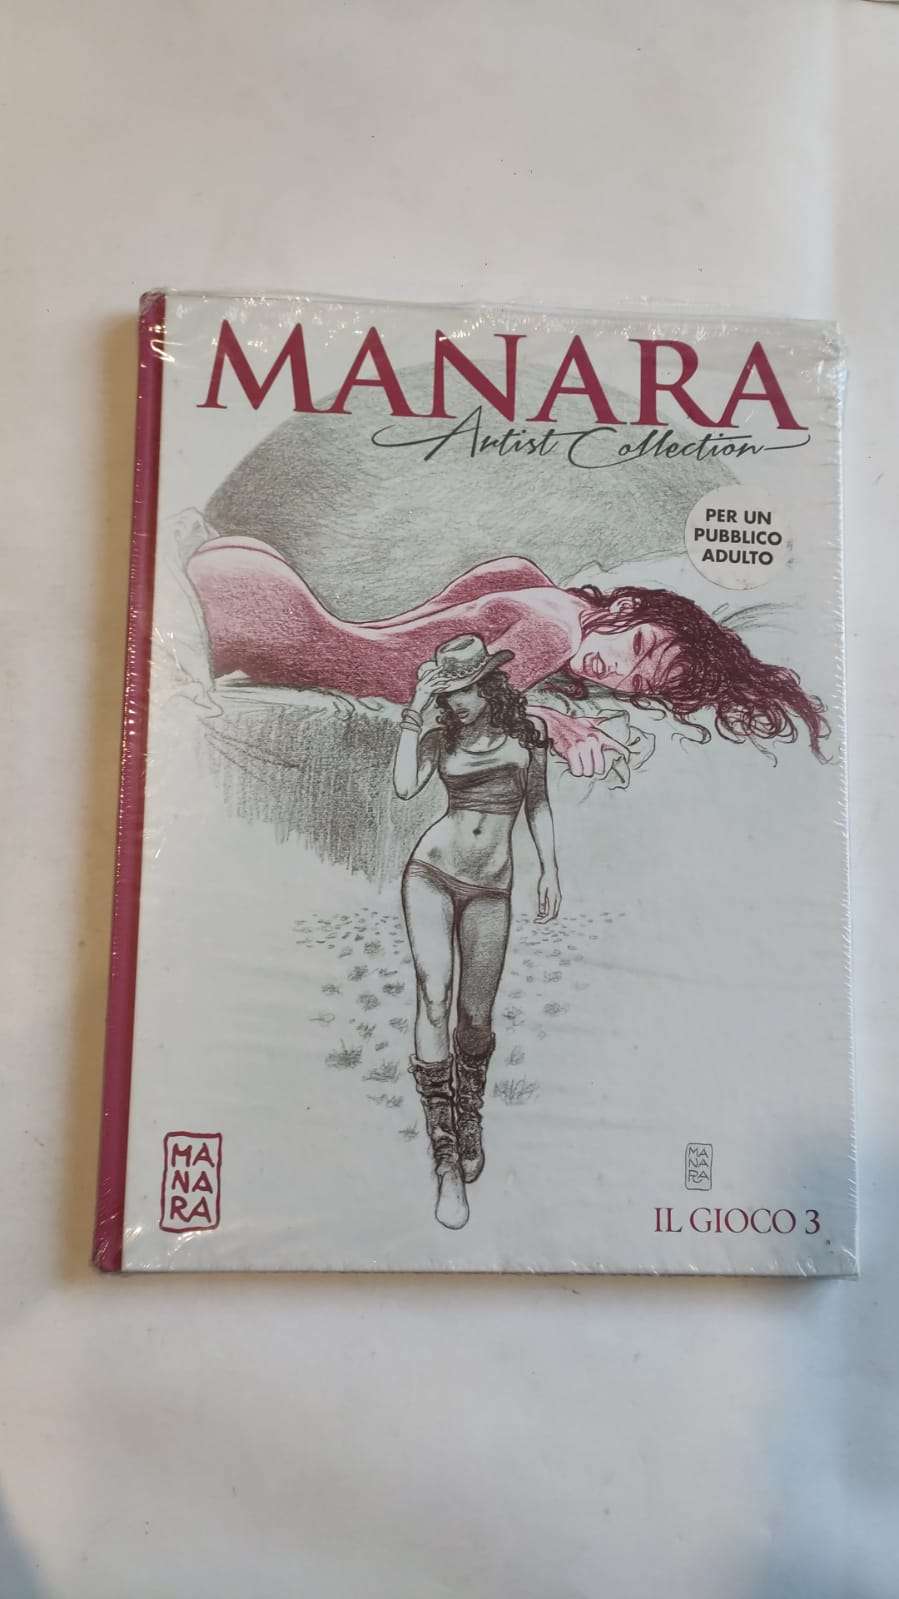 MANARA
Artist Collection
PER UN
PUBBLICO
ADULTO
MA
NA
RA
MA
NA
RA
IL GIOCO 3